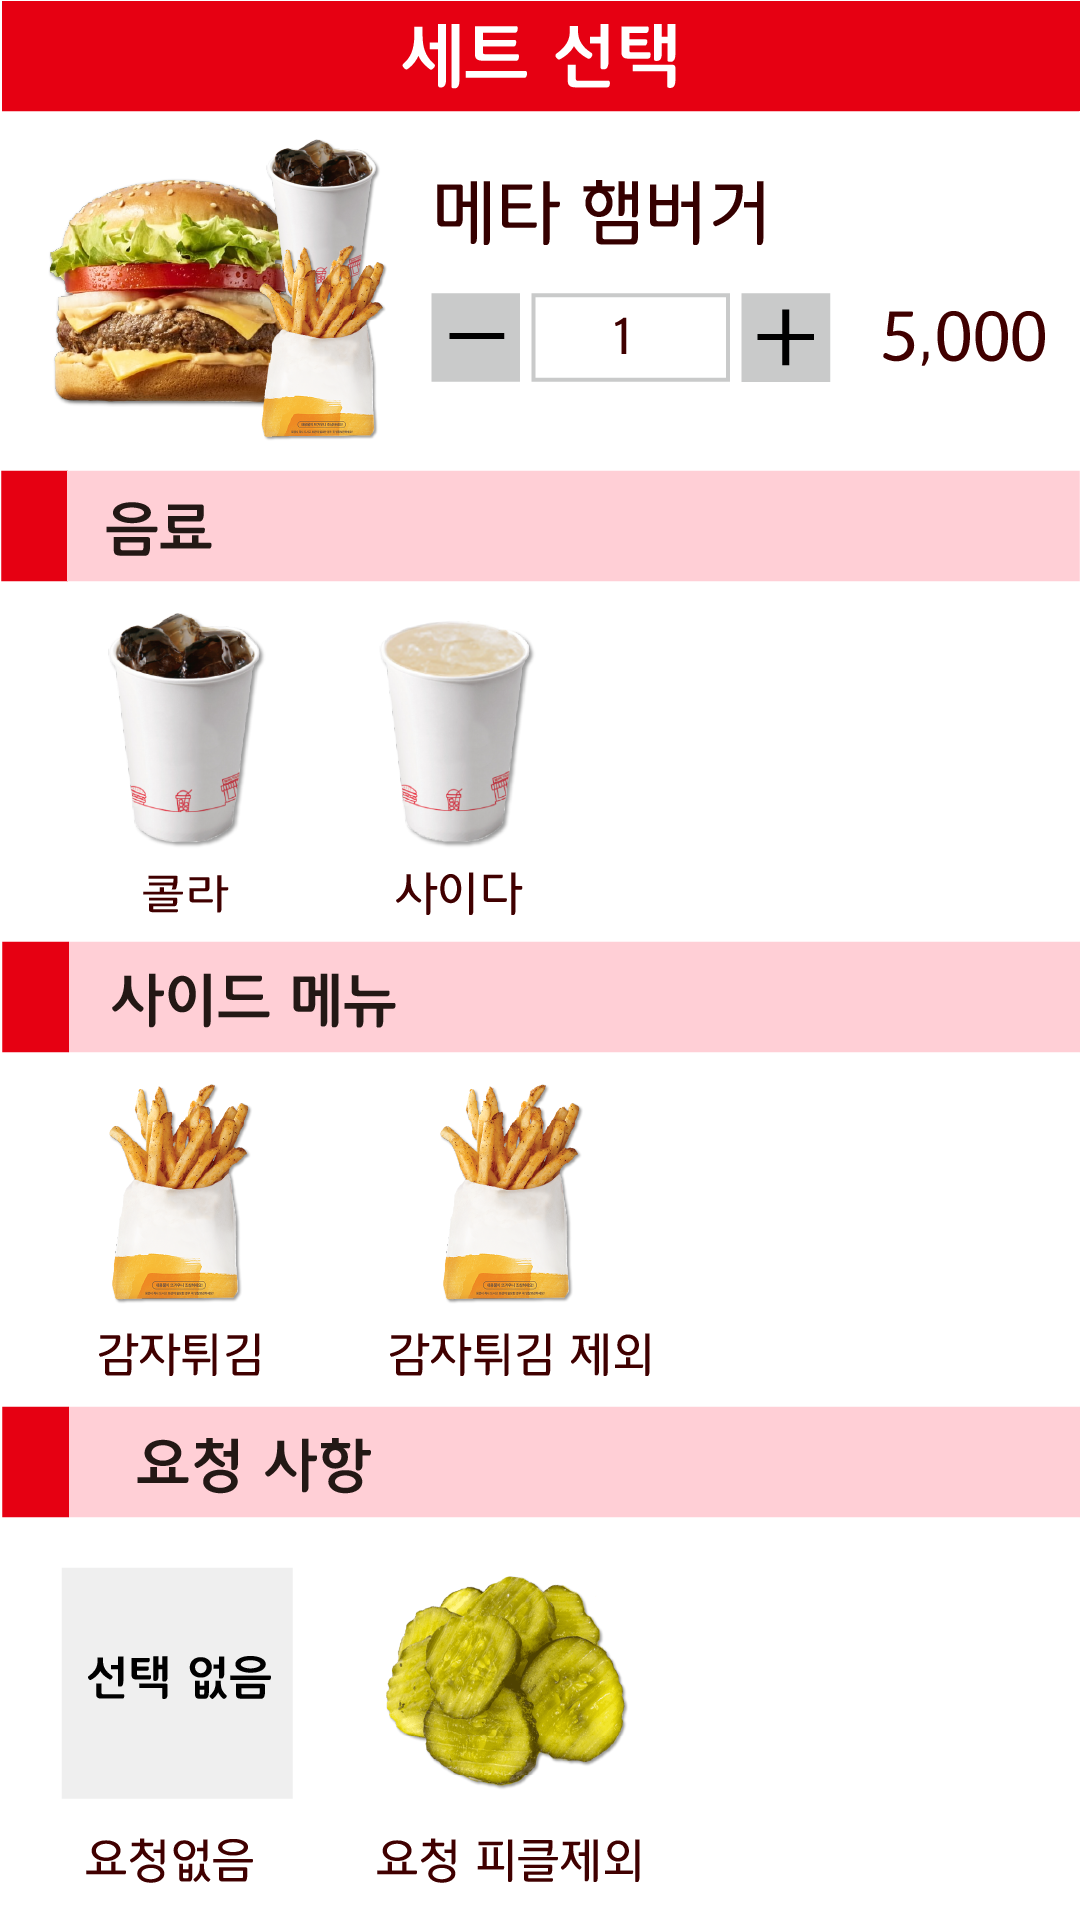 세트 선택
메타 햄버거
1
5,000
음료
콜라 사이다
사이드 메뉴
감자튀김 감자튀김 제외
요청 사항
선택 없음
요청없음 요청 피클제외